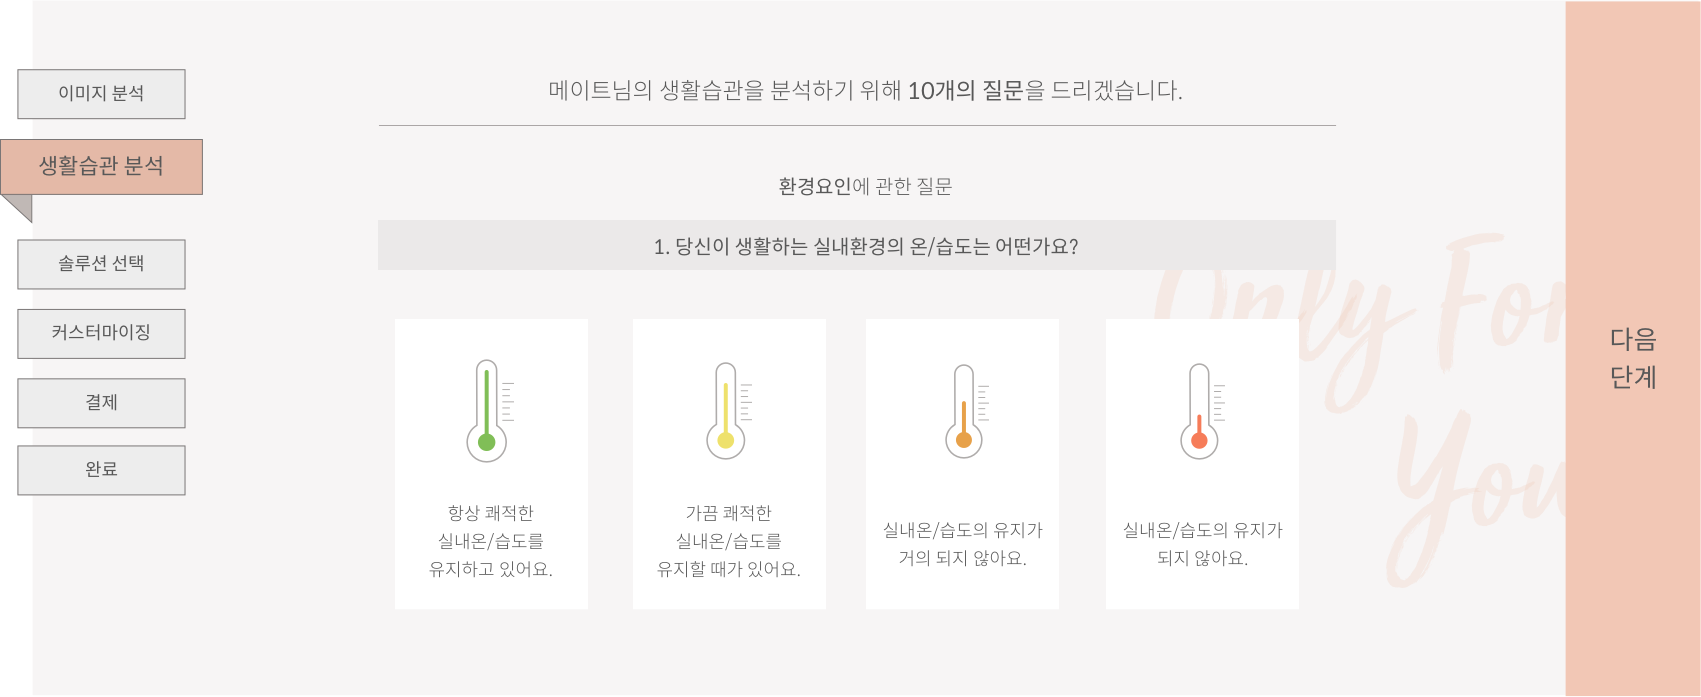 이미지 분석
생활습관 분석
솔루션 선택
커스터마이징
결제
완료
메이트님의 생활습관을 분석하기 위해 10개의 질문을 드리겠습니다.
환경요인에 관한 질문
1. 당신이 생활하는 실내환경의 온/습도는 어떤가요?
항상 쾌적한
실내온/습도를
유지하고 있어요.
가끔 쾌적한
실내온/습도를
유지할 때가 있어요.
실내온/습도의 유지가
거의 되지 않아요.
실내온/습도의 유지가
되지 않아요.
Only For
You
다음
단계